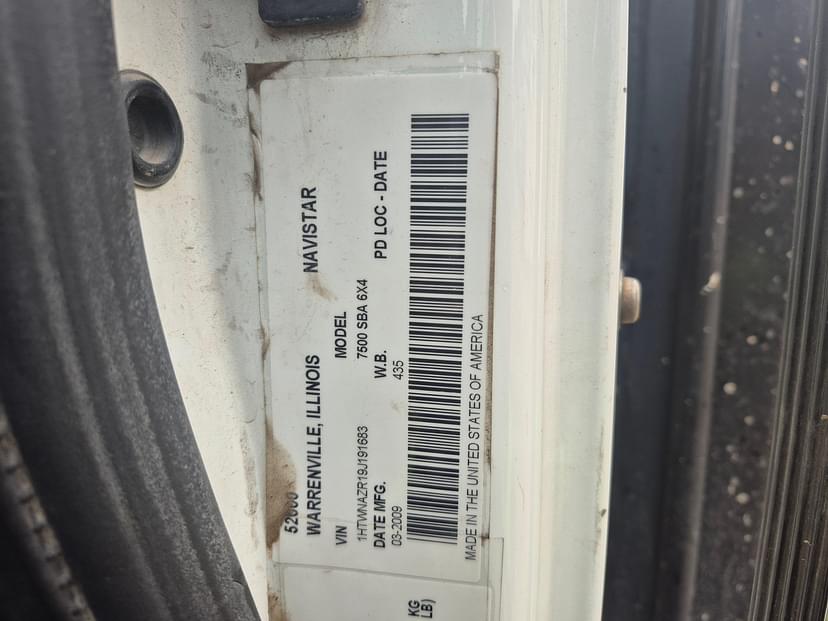 52000
WARRENVILLE, ILLINOIS NAVISTAR
VIN MODEL
1HTWNAZR19J191683 7500 SBA 6X4
DATE MFG. W.B. PD LOC - DATE
03-2009 435
MADE IN THE UNITED STATES OF AMERICA
KG
LB)